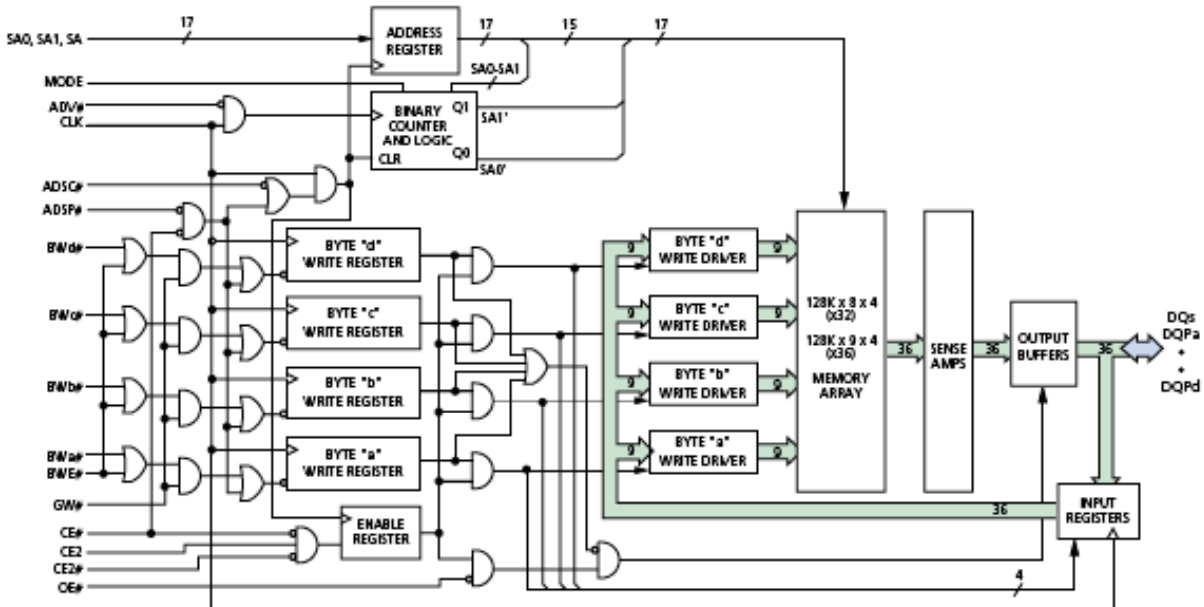 SA0, SA1, SA
17
ADDRESS
REGISTER
17
15
17
SA0-SA1
MODE
ADV#
CLK
BINARY
COUNTER
AND LOGIC
CLR
Q1
Q0
SA1'
SA0'
ADSC#
ADSP#
BWd#
BYTE "d"
WRITE REGISTER
9
BYTE "d"
WRITE DRIVER
9
BWc#
BYTE "c"
WRITE REGISTER
9
BYTE "c"
WRITE DRIVER
9
BWb#
BYTE "b"
WRITE REGISTER
9
BYTE "b"
WRITE DRIVER
9
BWa#
BWE#
BYTE "a"
WRITE REGISTER
9
BYTE "a"
WRITE DRIVER
9
128K x 8 x 4
(x32)
128K x 9 x 4
(x36)
MEMORY
ARRAY
36
SENSE
AMPS
36
OUTPUT
BUFFERS
36
DQs
DQPa
+
+
DQPd
GW#
CE#
CE2
CE2#
OE#
ENABLE
REGISTER
36
INPUT
REGISTERS
4